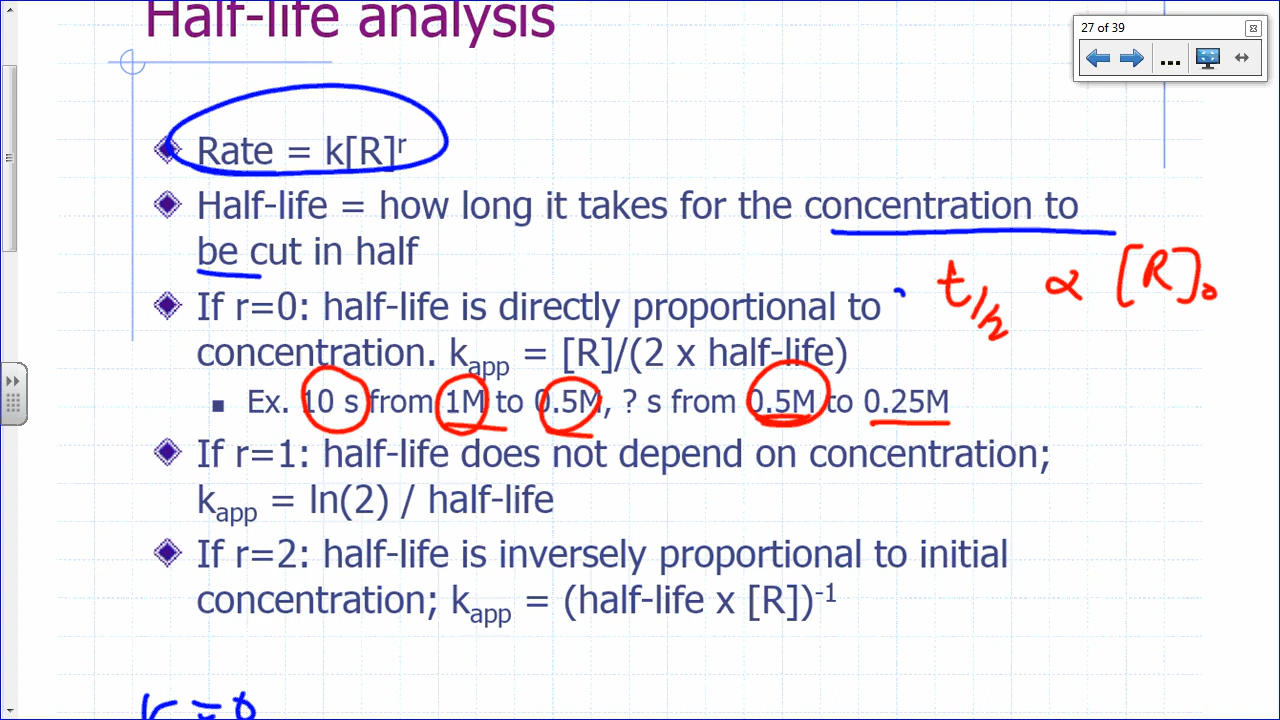 Half-life analysis
27 of 39
Rate = k[R]ʳ
Half-life = how long it takes for the concentration to
be cut in half
If r=0: half-life is directly proportional to
concentration. kapp = [R]/(2 x half-life)
t1/2 ∝ [R]₀
Ex. 10 s from 1M to 0.5M, ? s from 0.5M to 0.25M
If r=1: half-life does not depend on concentration;
kapp = ln(2) / half-life
If r=2: half-life is inversely proportional to initial
concentration; kapp = (half-life x [R])⁻¹
r = 0